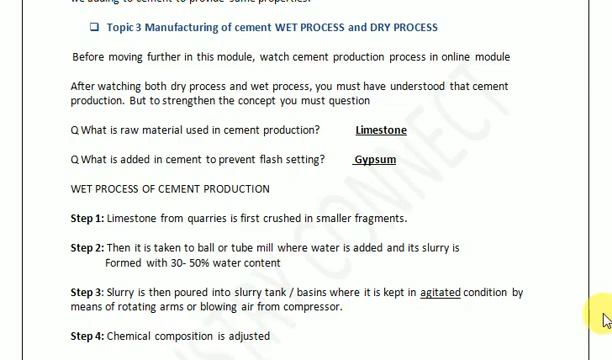 Topic 3 Manufacturing of cement WET PROCESS and DRY PROCESS
Before moving further in this module, watch cement production process in online module
After watching both dry process and wet process, you must have understood that cement
production. But to strengthen the concept you must question
Q What is raw material used in cement production? Limestone
Q What is added in cement to prevent flash setting? Gypsum
WET PROCESS OF CEMENT PRODUCTION
Step 1: Limestone from quarries is first crushed in smaller fragments.
Step 2: Then it is taken to ball or tube mill where water is added and its slurry is
Formed with 30- 50% water content
Step 3: Slurry is then poured into slurry tank / basins where it is kept in agitated condition by
means of rotating arms or blowing air from compressor.
Step 4: Chemical composition is adjusted